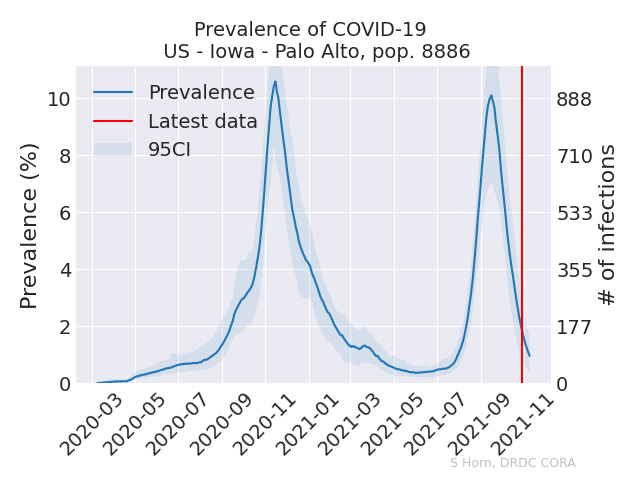 Prevalence of COVID-19
US - Iowa - Palo Alto, pop. 8886
Prevalence
Latest data
95CI
Prevalence (%)
10
8
6
4
2
0
# of infections
888
710
533
355
177
0
2020-03
2020-05
2020-07
2020-09
2020-11
2021-01
2021-03
2021-05
2021-07
2021-09
2021-11
S Horn, DRDC CORA